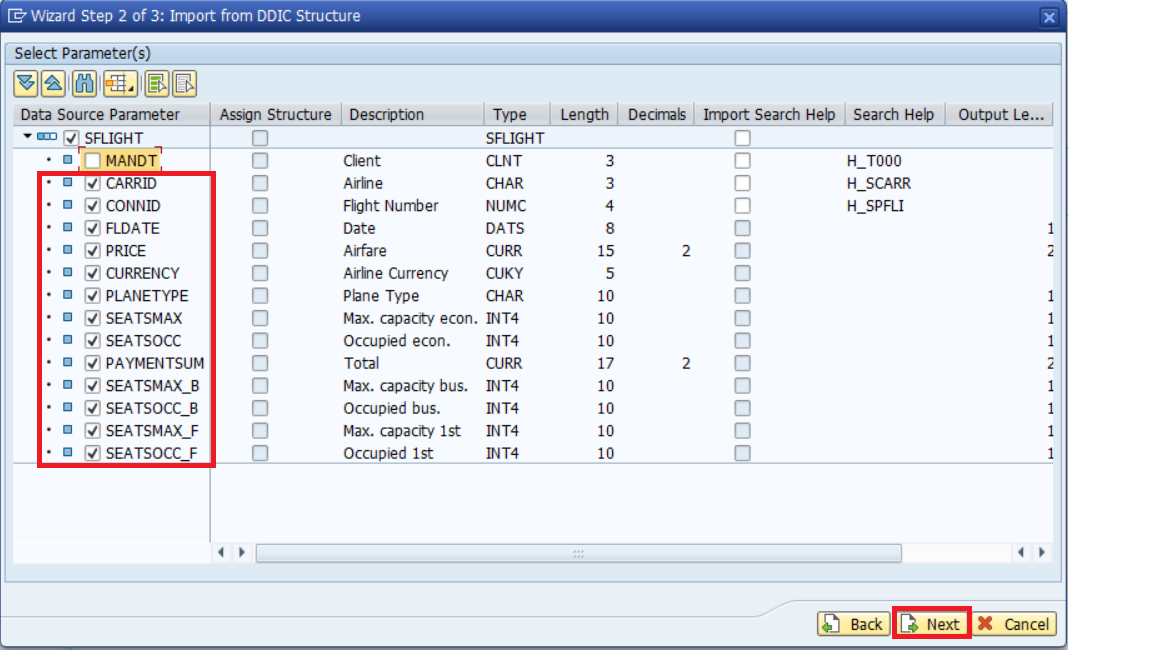 Wizard Step 2 of 3: Import from DDIC Structure
Select Parameter(s)
Data Source Parameter Assign Structure Description Type Length Decimals Import Search Help Search Help Output Le...
SFLIGHT SFLIGHT
MANDT Client CLNT 3 H_T000
CARRID Airline CHAR 3 H_SCARR
CONNID Flight Number NUMC 4 H_SPFLI
FLDATE Date DATS 8 1
PRICE Airfare CURR 15 2 2
CURRENCY Airline Currency CUKY 5
PLANETYPE Plane Type CHAR 10 1
SEATSMAX Max. capacity econ. INT4 10 1
SEATSOCC Occupied econ. INT4 10 1
PAYMENTSUM Total CURR 17 2 2
SEATSMAX_B Max. capacity bus. INT4 10 1
SEATSOCC_B Occupied bus. INT4 10 1
SEATSMAX_F Max. capacity 1st INT4 10 1
SEATSOCC_F Occupied 1st INT4 10 1
Back Next Cancel